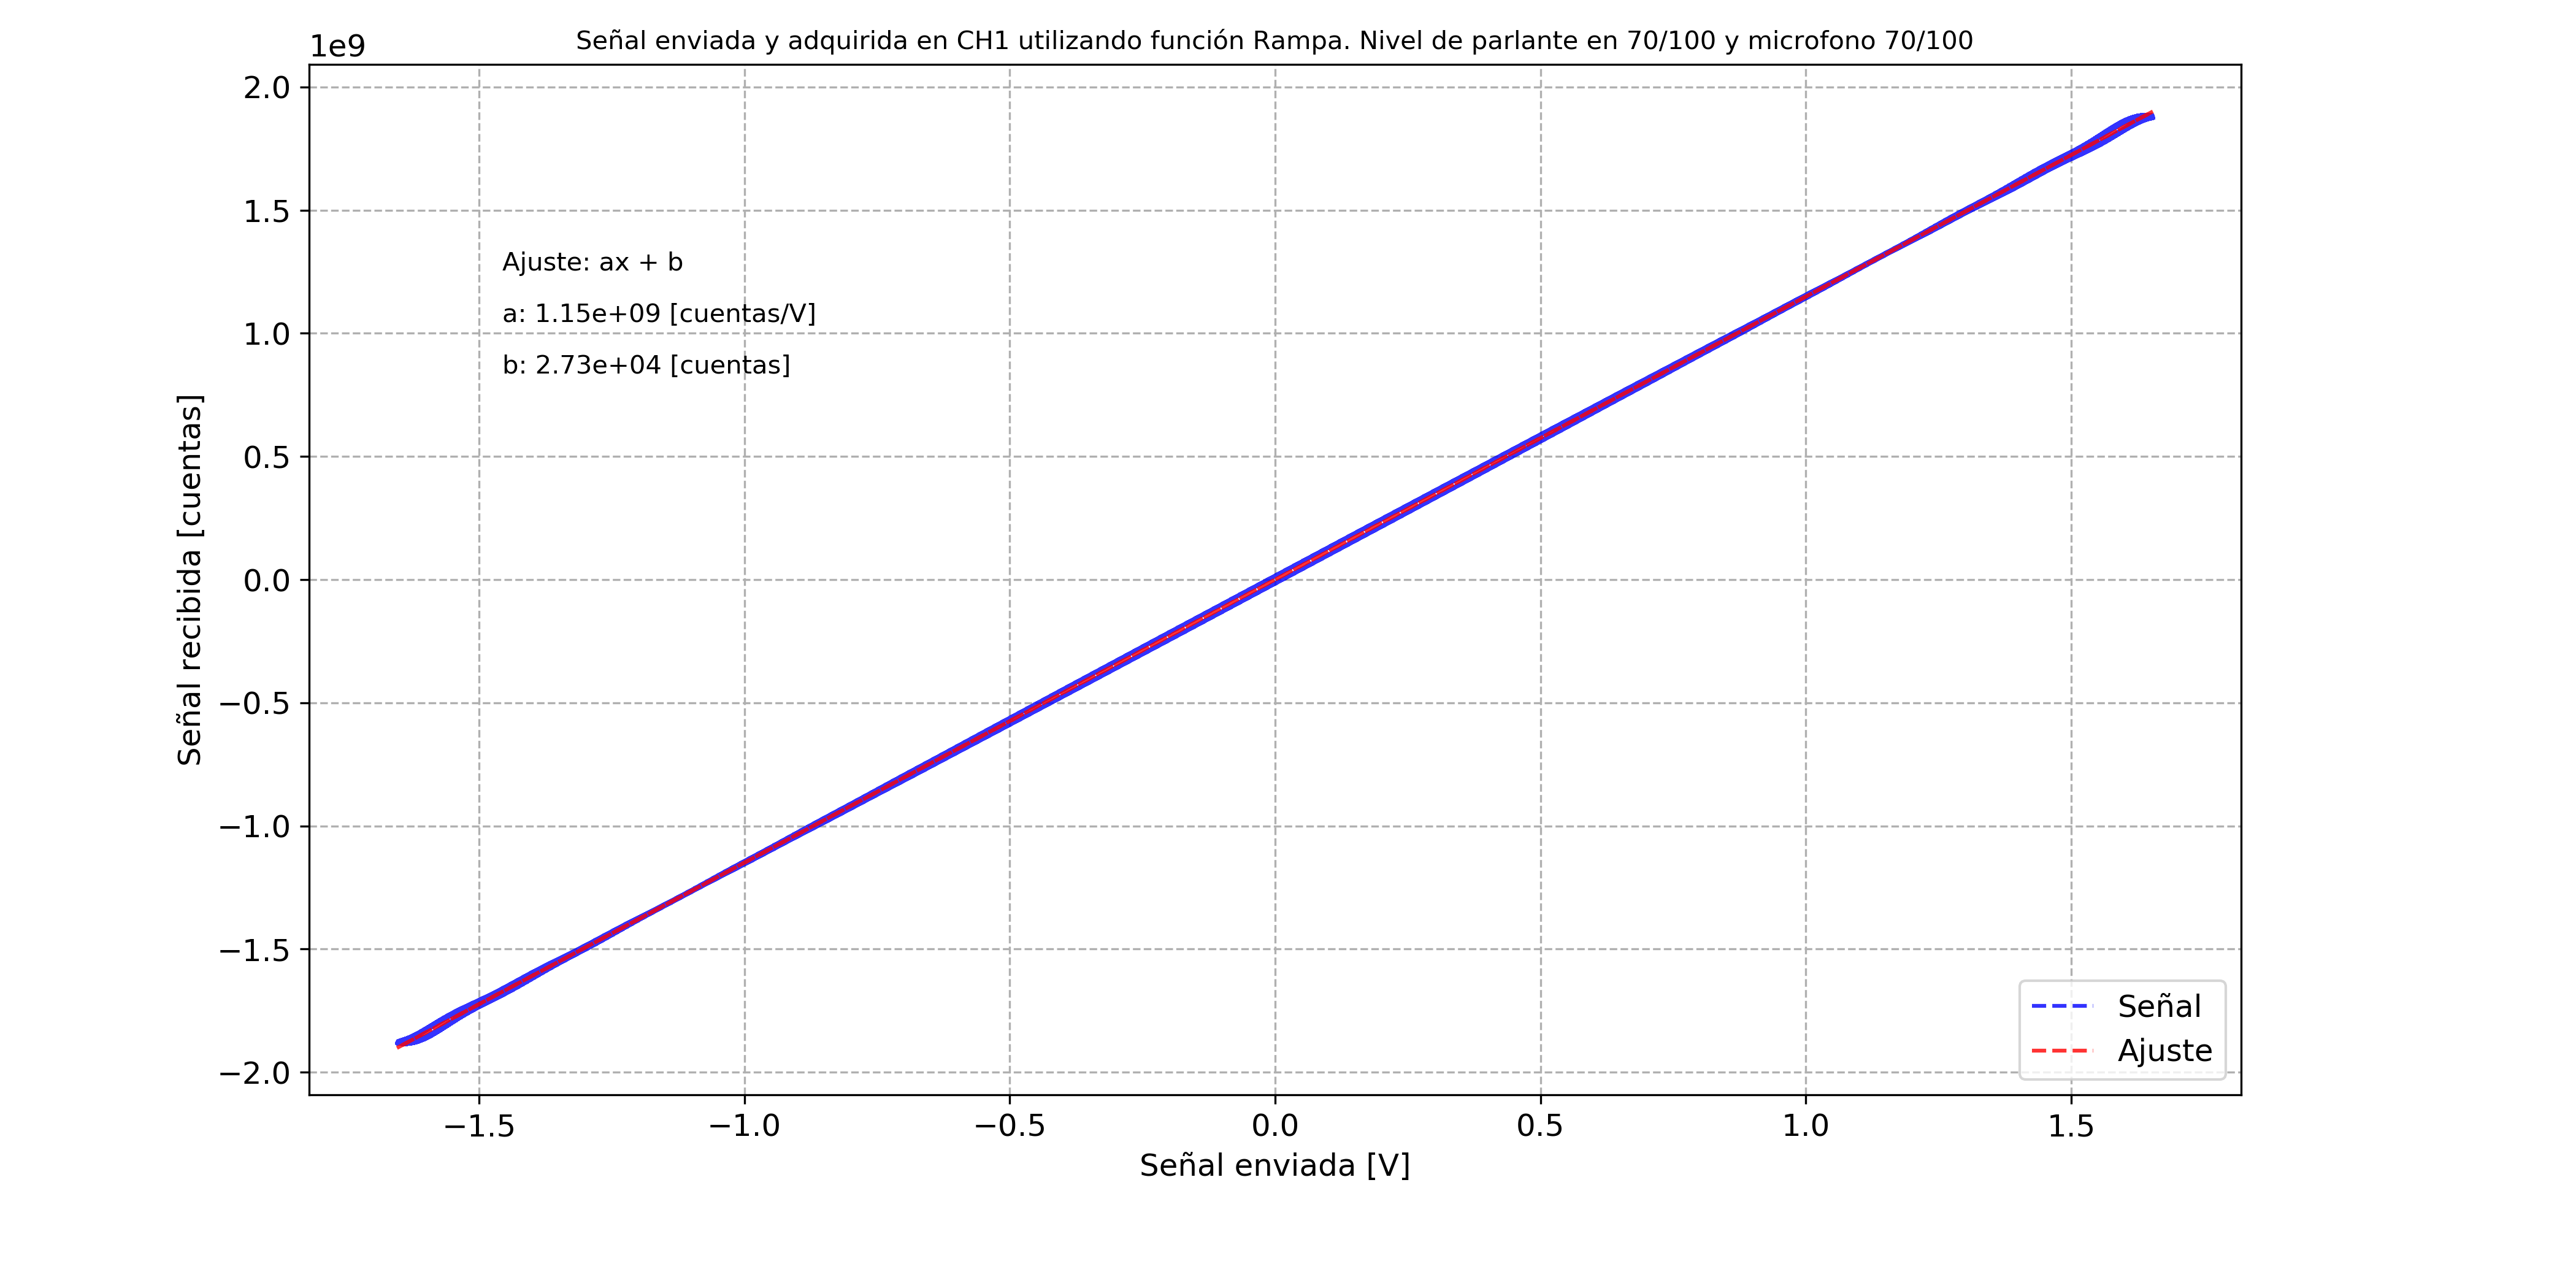 Señal enviada y adquirida en CH1 utilizando función Rampa. Nivel de parlante en 70/100 y microfono 70/100
1e9
2.0
1.5
1.0
0.5
0.0
−0.5
−1.0
−1.5
−2.0
Señal recibida [cuentas]
Ajuste: ax + b
a: 1.15e+09 [cuentas/V]
b: 2.73e+04 [cuentas]
Señal
Ajuste
−1.5
−1.0
−0.5
0.0
0.5
1.0
1.5
Señal enviada [V]